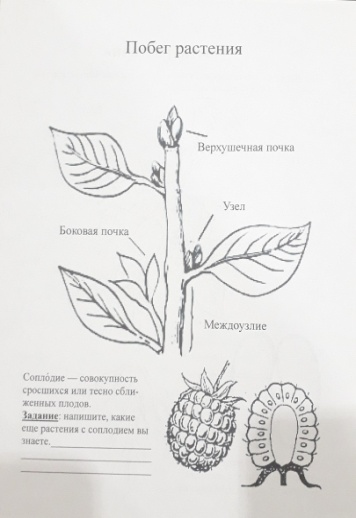 Побег растения
Верхушечная почка
Узел
Боковая почка
Междоузлие
Сопло́дие — совокупность
сросшихся или тесно сбли-
женных плодов.
Задание: напишите, какие
еще растения с соплодием вы
знаете.